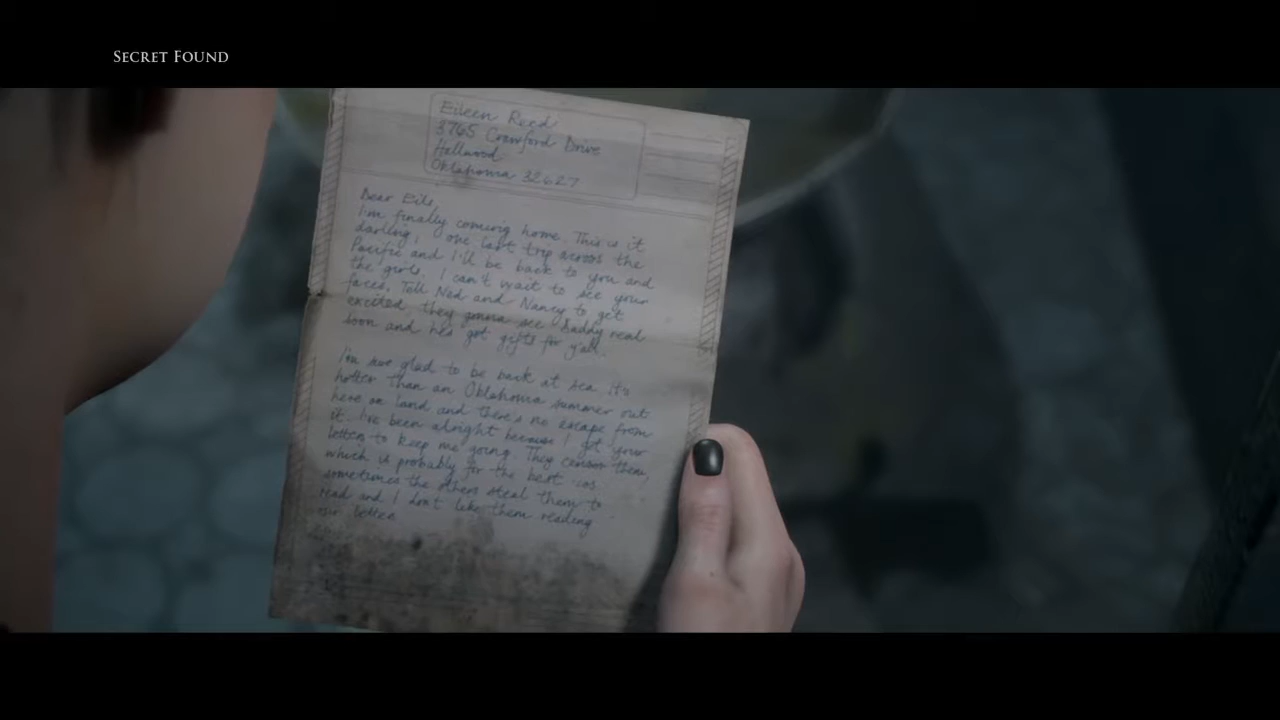 SECRET FOUND
Eileen Reed
3765 Crawford Drive
Hallwood
Oklahoma 32627
Dear Eile,
I'm finally coming home. This is it
darling, one last trip across the
Pacific and I'll be back to you and
the girls. I can't wait to see your
faces. Tell Ned and Nancy to get
excited, they gonna see Daddy real
soon and he's got gifts for y'all.
I'm sure glad to be back at sea it's
hotter than an Oklahoma summer out
here on land and there's no escape from
it. I've been alright because I get your
letters to keep me going. They censor them,
which is probably for the best cos
sometimes the others steal them to
read and I don't like them reading
our letter